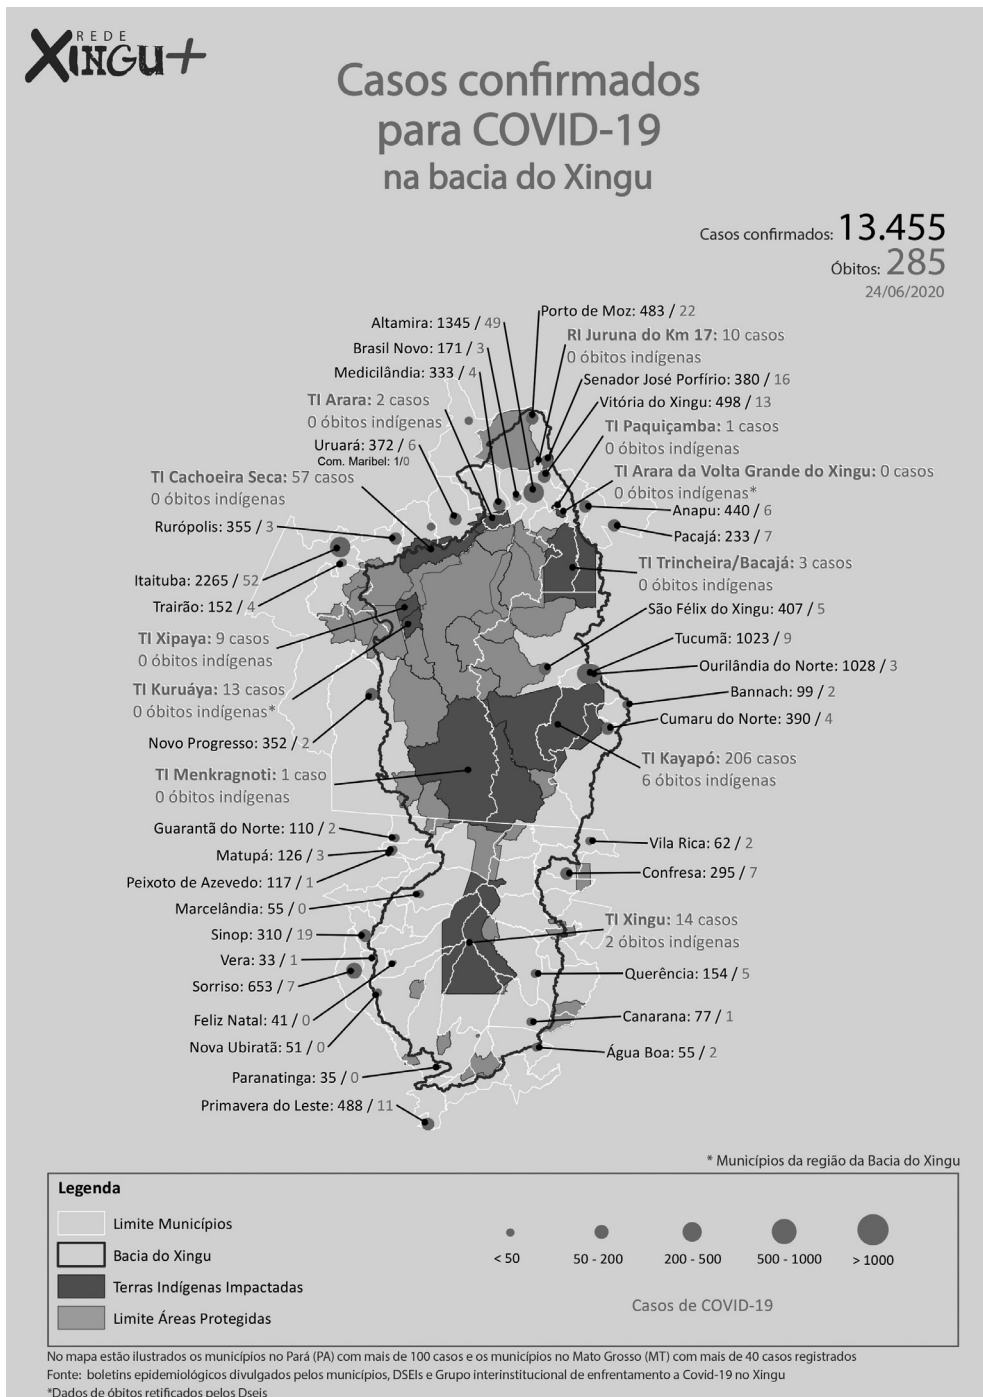 REDE
XINGU+
Casos confirmados
para COVID-19
na bacia do Xingu
Casos confirmados: 13.455
Óbitos: 285
24/06/2020
Porto de Moz: 483 / 22
Altamira: 1345 / 49
RI Juruna do Km 17: 10 casos
0 óbitos indígenas
Brasil Novo: 171 / 3
Medicilândia: 333 / 4
Senador José Porfírio: 380 / 16
TI Arara: 2 casos
0 óbitos indígenas
Vitória do Xingu: 498 / 13
TI Paquiçamba: 1 casos
0 óbitos indígenas
Uruará: 372 / 6
Com. Maribel: 1/0
TI Cachoeira Seca: 57 casos
0 óbitos indígenas
TI Arara da Volta Grande do Xingu: 0 casos
0 óbitos indígenas*
Anapu: 440 / 6
Rurópolis: 355 / 3
Pacajá: 233 / 7
TI Trincheira/Bacajá: 3 casos
0 óbitos indígenas
Itaituba: 2265 / 52
Trairão: 152 / 4
São Félix do Xingu: 407 / 5
TI Xipaya: 9 casos
0 óbitos indígenas
Tucumã: 1023 / 9
Ourilândia do Norte: 1028 / 3
TI Kuruáya: 13 casos
0 óbitos indígenas*
Bannach: 99 / 2
Cumaru do Norte: 390 / 4
Novo Progresso: 352 / 2
TI Kayapó: 206 casos
6 óbitos indígenas
TI Menkragnoti: 1 caso
0 óbitos indígenas
Guarantã do Norte: 110 / 2
Vila Rica: 62 / 2
Matupá: 126 / 3
Confresa: 295 / 7
Peixoto de Azevedo: 117 / 1
Marcelândia: 55 / 0
TI Xingu: 14 casos
2 óbitos indígenas
Sinop: 310 / 19
Vera: 33 / 1
Querência: 154 / 5
Sorriso: 653 / 7
Feliz Natal: 41 / 0
Canarana: 77 / 1
Nova Ubiratã: 51 / 0
Água Boa: 55 / 2
Paranatinga: 35 / 0
Primavera do Leste: 488 / 11
* Municípios da região da Bacia do Xingu
Legenda
Limite Municípios
Bacia do Xingu
Terras Indígenas Impactadas
Limite Áreas Protegidas
< 50 50 - 200 200 - 500 500 - 1000 > 1000
Casos de COVID-19
No mapa estão ilustrados os municípios no Pará (PA) com mais de 100 casos e os municípios no Mato Grosso (MT) com mais de 40 casos registrados
Fonte: boletins epidemiológicos divulgados pelos municípios, DSEIs e Grupo interinstitucional de enfrentamento a Covid-19 no Xingu
*Dados de óbitos retificados pelos Dseis